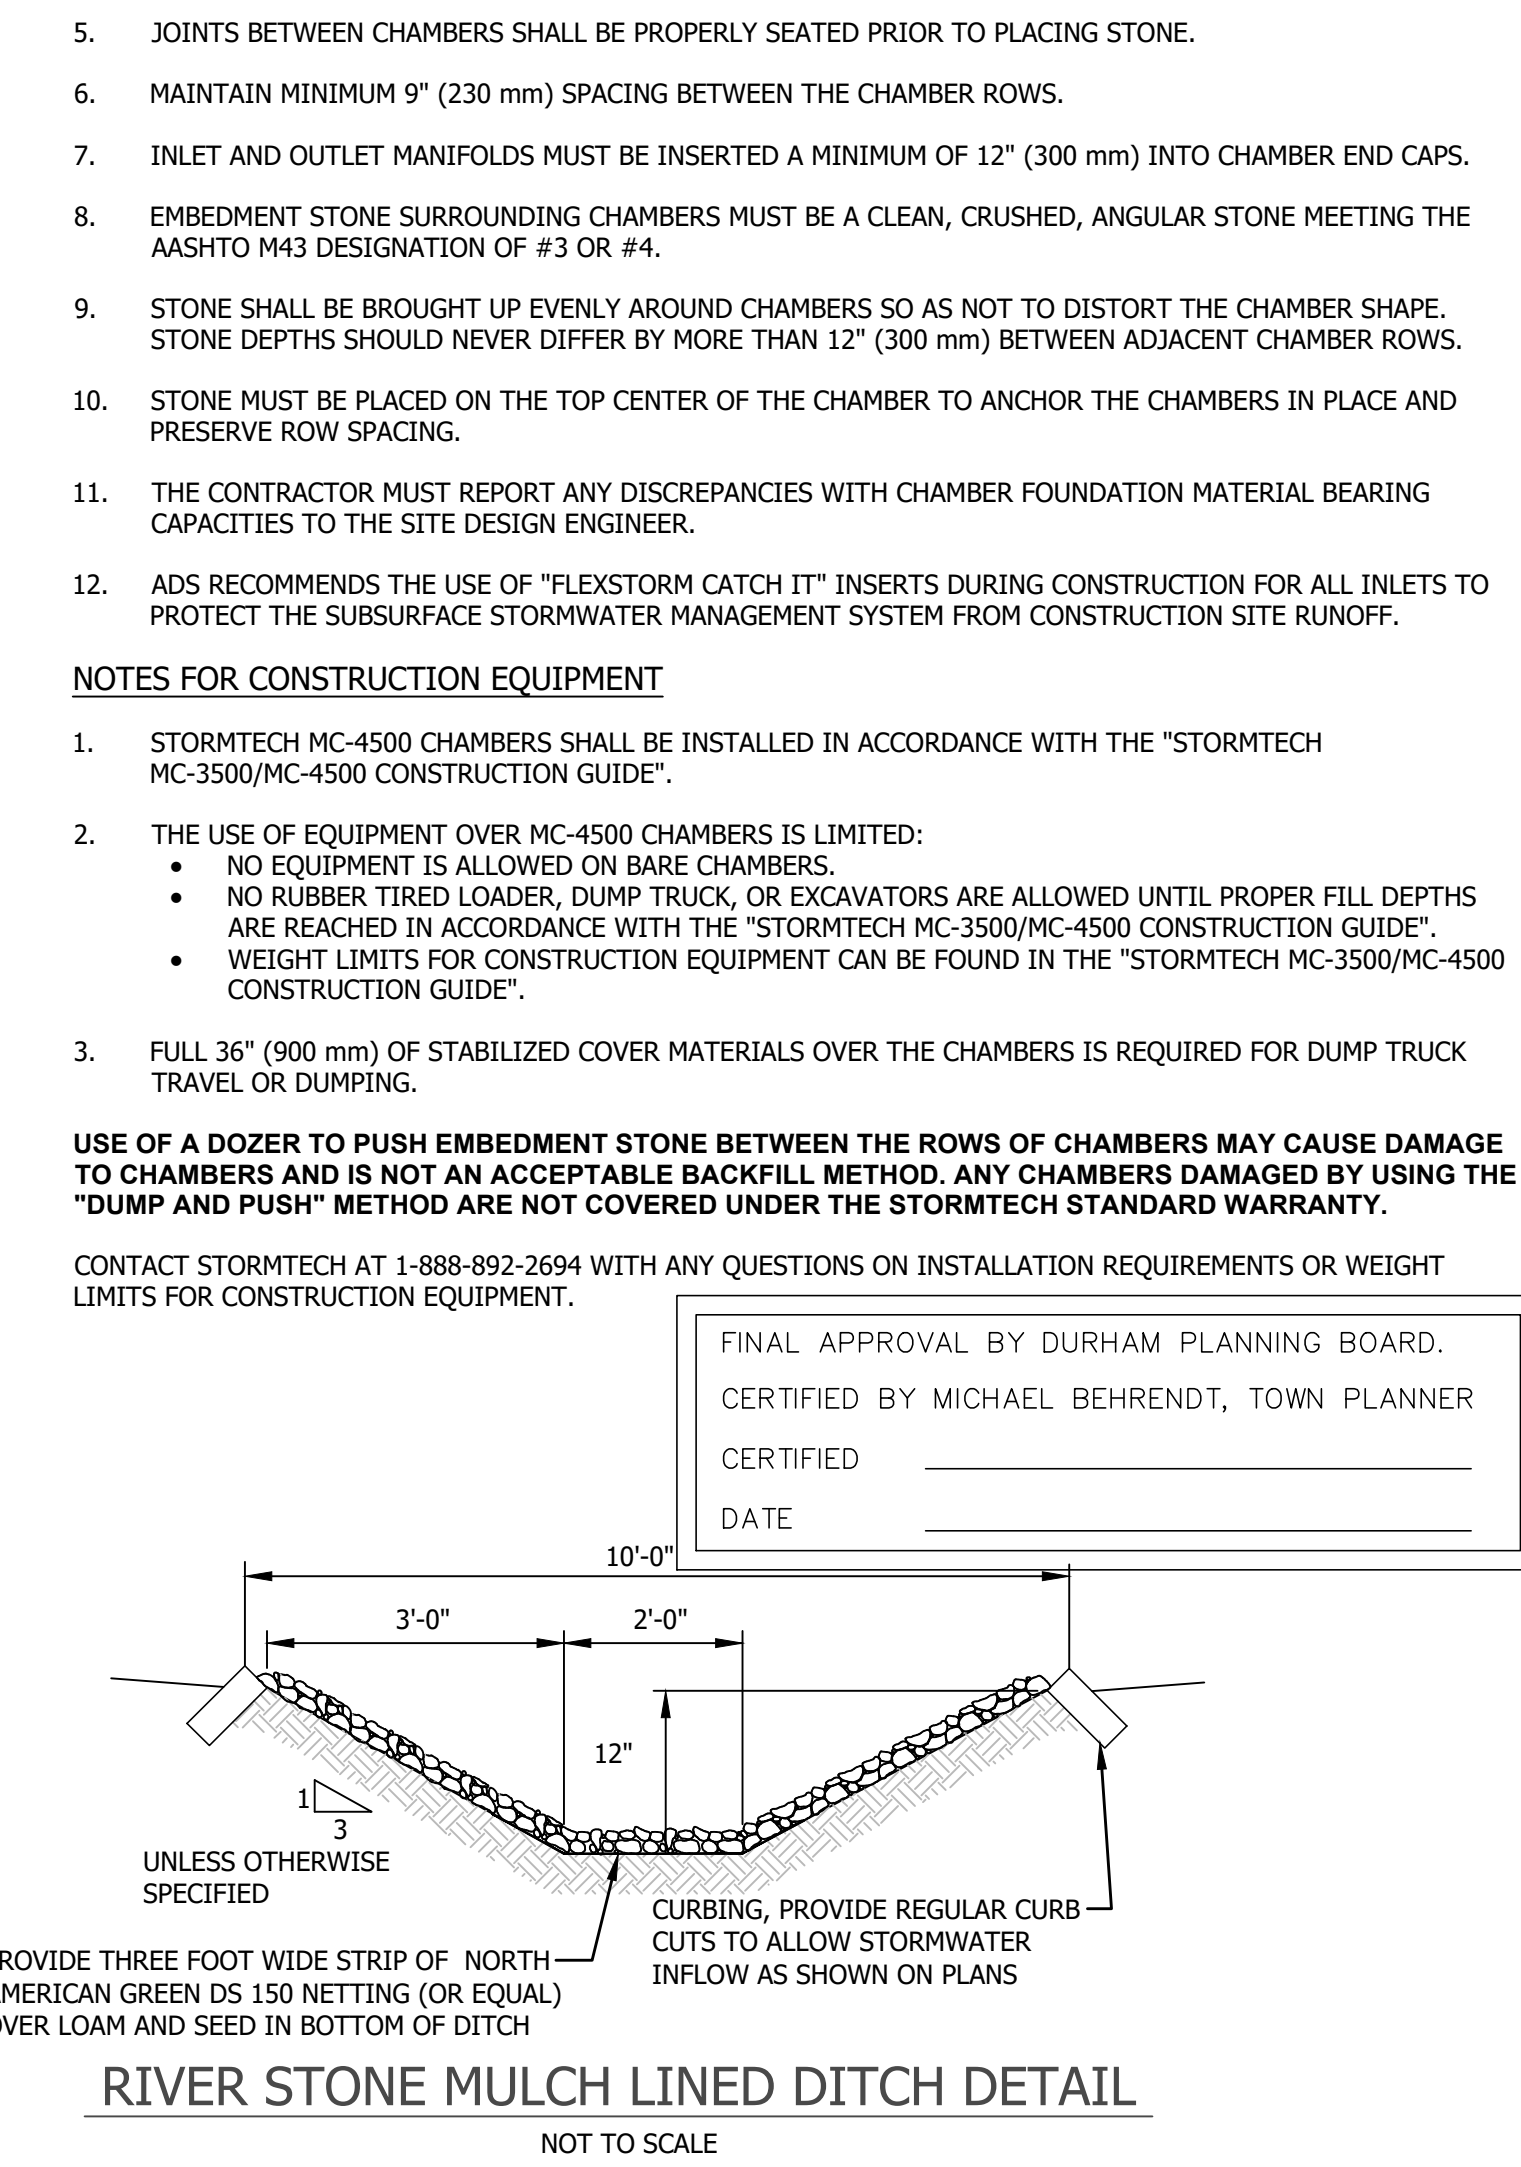 5. JOINTS BETWEEN CHAMBERS SHALL BE PROPERLY SEATED PRIOR TO PLACING STONE.
6. MAINTAIN MINIMUM 9" (230 mm) SPACING BETWEEN THE CHAMBER ROWS.
7. INLET AND OUTLET MANIFOLDS MUST BE INSERTED A MINIMUM OF 12" (300 mm) INTO CHAMBER END CAPS.
8. EMBEDMENT STONE SURROUNDING CHAMBERS MUST BE A CLEAN, CRUSHED, ANGULAR STONE MEETING THE
AASHTO M43 DESIGNATION OF #3 OR #4.
9. STONE SHALL BE BROUGHT UP EVENLY AROUND CHAMBERS SO AS NOT TO DISTORT THE CHAMBER SHAPE.
STONE DEPTHS SHOULD NEVER DIFFER BY MORE THAN 12" (300 mm) BETWEEN ADJACENT CHAMBER ROWS.
10. STONE MUST BE PLACED ON THE TOP CENTER OF THE CHAMBER TO ANCHOR THE CHAMBERS IN PLACE AND
PRESERVE ROW SPACING.
11. THE CONTRACTOR MUST REPORT ANY DISCREPANCIES WITH CHAMBER FOUNDATION MATERIAL BEARING
CAPACITIES TO THE SITE DESIGN ENGINEER.
12. ADS RECOMMENDS THE USE OF "FLEXSTORM CATCH IT" INSERTS DURING CONSTRUCTION FOR ALL INLETS TO
PROTECT THE SUBSURFACE STORMWATER MANAGEMENT SYSTEM FROM CONSTRUCTION SITE RUNOFF.
NOTES FOR CONSTRUCTION EQUIPMENT
1. STORMTECH MC-4500 CHAMBERS SHALL BE INSTALLED IN ACCORDANCE WITH THE "STORMTECH
MC-3500/MC-4500 CONSTRUCTION GUIDE".
2. THE USE OF EQUIPMENT OVER MC-4500 CHAMBERS IS LIMITED:
• NO EQUIPMENT IS ALLOWED ON BARE CHAMBERS.
• NO RUBBER TIRED LOADER, DUMP TRUCK, OR EXCAVATORS ARE ALLOWED UNTIL PROPER FILL DEPTHS
ARE REACHED IN ACCORDANCE WITH THE "STORMTECH MC-3500/MC-4500 CONSTRUCTION GUIDE".
• WEIGHT LIMITS FOR CONSTRUCTION EQUIPMENT CAN BE FOUND IN THE "STORMTECH MC-3500/MC-4500
CONSTRUCTION GUIDE".
3. FULL 36" (900 mm) OF STABILIZED COVER MATERIALS OVER THE CHAMBERS IS REQUIRED FOR DUMP TRUCK
TRAVEL OR DUMPING.
USE OF A DOZER TO PUSH EMBEDMENT STONE BETWEEN THE ROWS OF CHAMBERS MAY CAUSE DAMAGE
TO CHAMBERS AND IS NOT AN ACCEPTABLE BACKFILL METHOD. ANY CHAMBERS DAMAGED BY USING THE
"DUMP AND PUSH" METHOD ARE NOT COVERED UNDER THE STORMTECH STANDARD WARRANTY.
CONTACT STORMTECH AT 1-888-892-2694 WITH ANY QUESTIONS ON INSTALLATION REQUIREMENTS OR WEIGHT
LIMITS FOR CONSTRUCTION EQUIPMENT.
FINAL APPROVAL BY DURHAM PLANNING BOARD.
CERTIFIED BY MICHAEL BEHRENDT, TOWN PLANNER
CERTIFIED
DATE
10'-0"
3'-0"
2'-0"
12"
1
3
UNLESS OTHERWISE
SPECIFIED
CURBING, PROVIDE REGULAR CURB
CUTS TO ALLOW STORMWATER
INFLOW AS SHOWN ON PLANS
ROVIDE THREE FOOT WIDE STRIP OF NORTH
AMERICAN GREEN DS 150 NETTING (OR EQUAL)
OVER LOAM AND SEED IN BOTTOM OF DITCH
RIVER STONE MULCH LINED DITCH DETAIL
NOT TO SCALE